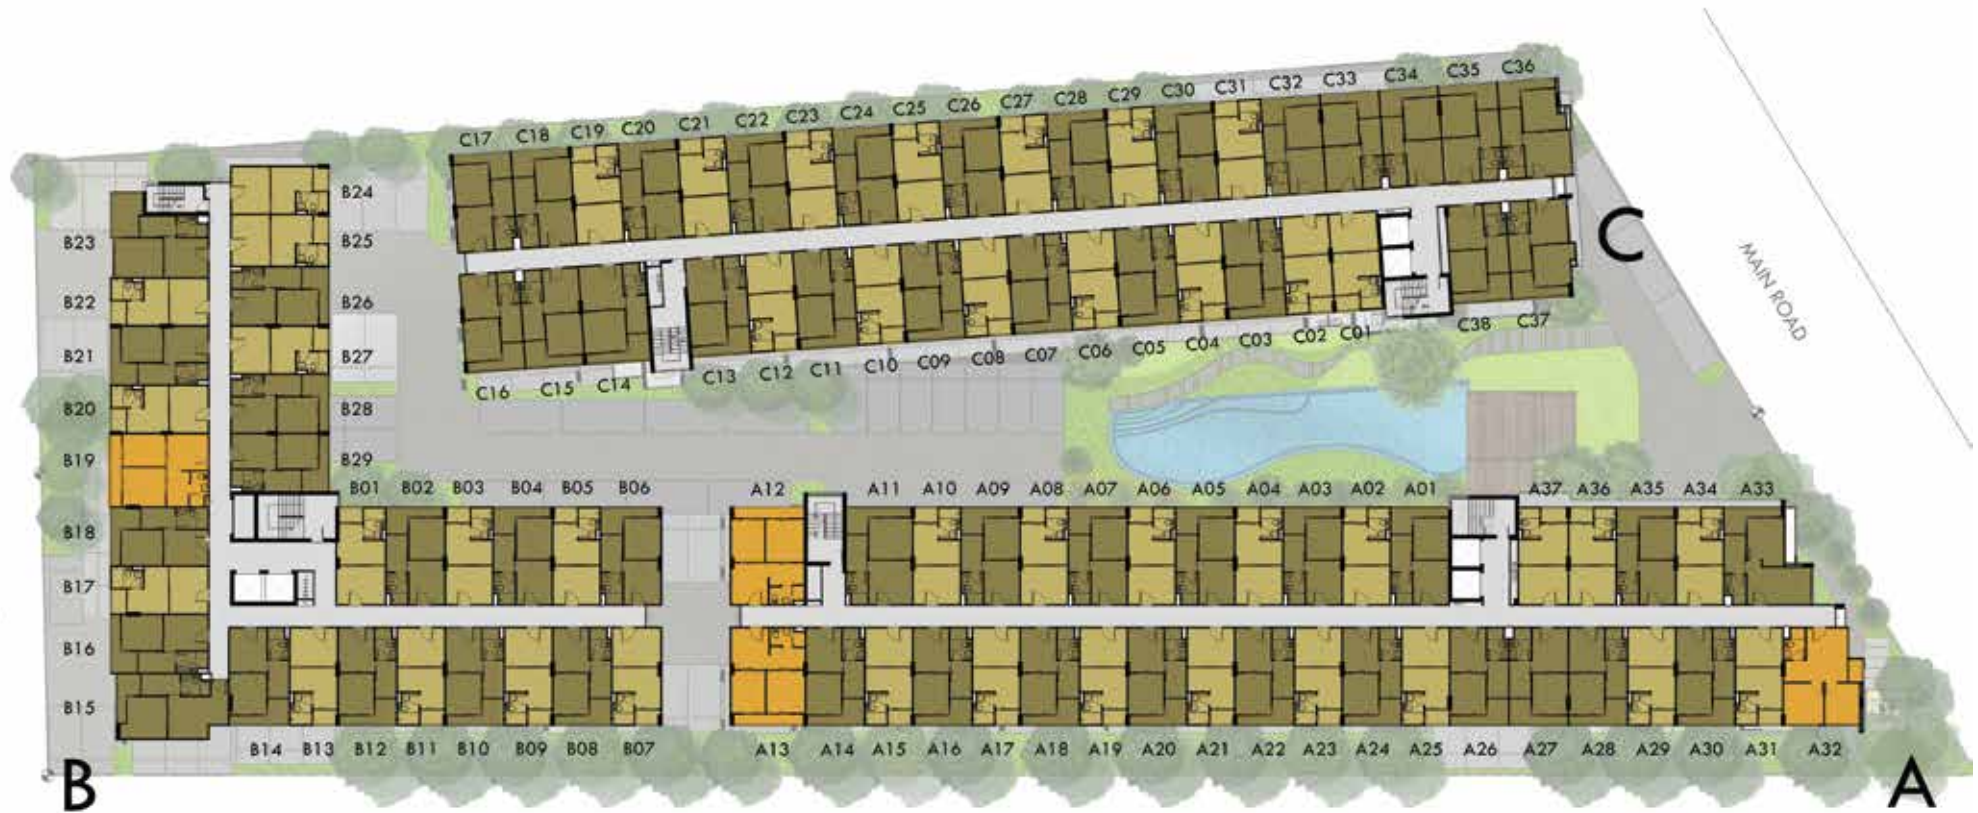 C17 C18 C19 C20 C21 C22 C23 C24 C25 C26 C27 C28 C29 C30 C31 C32 C33 C34 C35 C36
B24
B23
B25
C
MAIN ROAD
B22
B26
B21
B27
C16 C15 C14 C13 C12 C11 C10 C09 C08 C07 C06 C05 C04 C03 C02 C01 C38 C37
B20
B28
B19
B29
B01 B02 B03 B04 B05 B06 A12 A11 A10 A09 A08 A07 A06 A05 A04 A03 A02 A01 A37 A36 A35 A34 A33
B18
B17
B16
B15
B14 B13 B12 B11 B10 B09 B08 B07 A13 A14 A15 A16 A17 A18 A19 A20 A21 A22 A23 A24 A25 A26 A27 A28 A29 A30 A31 A32
B
A